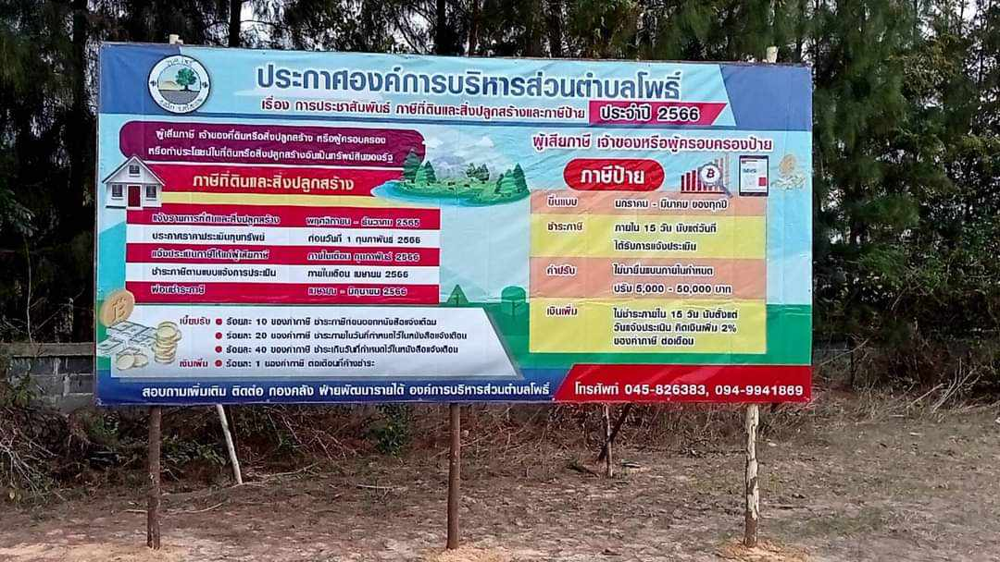 ประกาศองค์การบริหารส่วนตำบลโพธิ์
เรื่อง การประชาสัมพันธ์ ภาษีที่ดินและสิ่งปลูกสร้างและภาษีป้าย ประจำปี 2566
ผู้เสียภาษี เจ้าของที่ดินหรือสิ่งปลูกสร้าง หรือผู้ครอบครอง
หรือทำประโยชน์ในที่ดินหรือสิ่งปลูกสร้างอันเป็นทรัพย์สินของรัฐ
ภาษีที่ดินและสิ่งปลูกสร้าง
แจ้งรายการที่ดินและสิ่งปลูกสร้าง พฤศจิกายน - ธันวาคม 2565
ประกาศราคาประเมินทุนทรัพย์ ก่อนวันที่ 1 กุมภาพันธ์ 2566
แจ้งประเมินภาษีให้แก่ผู้เสียภาษี ภายในเดือน กุมภาพันธ์ 2566
ชำระภาษีตามแบบแจ้งการประเมิน ภายในเดือน เมษายน 2566
ผ่อนชำระภาษี เมษายน - มิถุนายน 2566
เบี้ยปรับ ร้อยละ 10 ของค่าภาษี ชำระภาษีก่อนออกหนังสือแจ้งเตือน
ร้อยละ 20 ของค่าภาษี ชำระภายในวันที่กำหนดไว้ในหนังสือแจ้งเตือน
ร้อยละ 40 ของค่าภาษี ชำระเกินวันที่กำหนดไว้ในหนังสือแจ้งเตือน
เงินเพิ่ม ร้อยละ 1 ของค่าภาษี ต่อเดือนที่ค้างชำระ
ผู้เสียภาษี เจ้าของหรือผู้ครอบครองป้าย
ภาษีป้าย
ยื่นแบบ มกราคม - มีนาคม ของทุกปี
ชำระภาษี ภายใน 15 วัน นับแต่วันที่
ได้รับการแจ้งประเมิน
ค่าปรับ ไม่มายื่นแบบภายในกำหนด
ปรับ 5,000 - 50,000 บาท
เงินเพิ่ม ไม่ชำระภายใน 15 วัน นับตั้งแต่
วันแจ้งประเมิน คิดเงินเพิ่ม 2%
ของค่าภาษี ต่อเดือน
สอบถามเพิ่มเติม ติดต่อ กองคลัง ฝ่ายพัฒนารายได้ องค์การบริหารส่วนตำบลโพธิ์ โทรศัพท์ 045-826383, 094-9941869